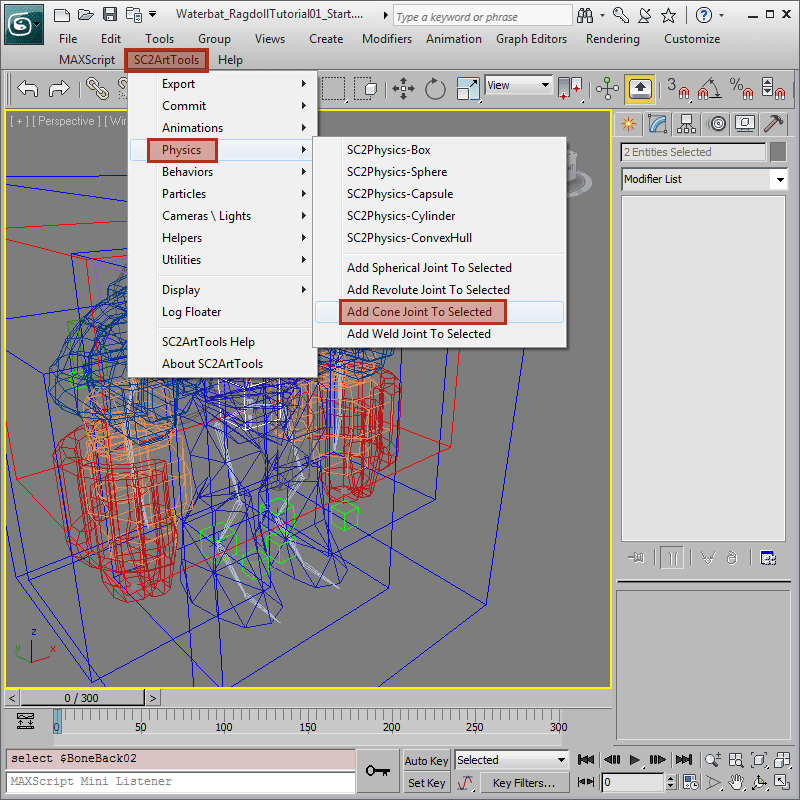 Waterbat_RagdollTutorial01_Start....
Type a keyword or phrase
File Edit Tools Group Views Create Modifiers Animation Graph Editors Rendering Customize
MAXScript SC2ArtTools Help
View
3
%
[ + ] [ Perspective ] [ Wir
Export
Commit
Animations
Physics
Behaviors
Particles
Cameras \ Lights
Helpers
Utilities
Display
Log Floater
SC2ArtTools Help
About SC2ArtTools
SC2Physics-Box
SC2Physics-Sphere
SC2Physics-Capsule
SC2Physics-Cylinder
SC2Physics-ConvexHull
Add Spherical Joint To Selected
Add Revolute Joint To Selected
Add Cone Joint To Selected
Add Weld Joint To Selected
2 Entities Selected
Modifier List
z
y
x
< 0 / 300 >
0 50 100 150 200 250 300
select $BoneBack02
MAXScript Mini Listener
Auto Key Selected
Set Key Key Filters...
0